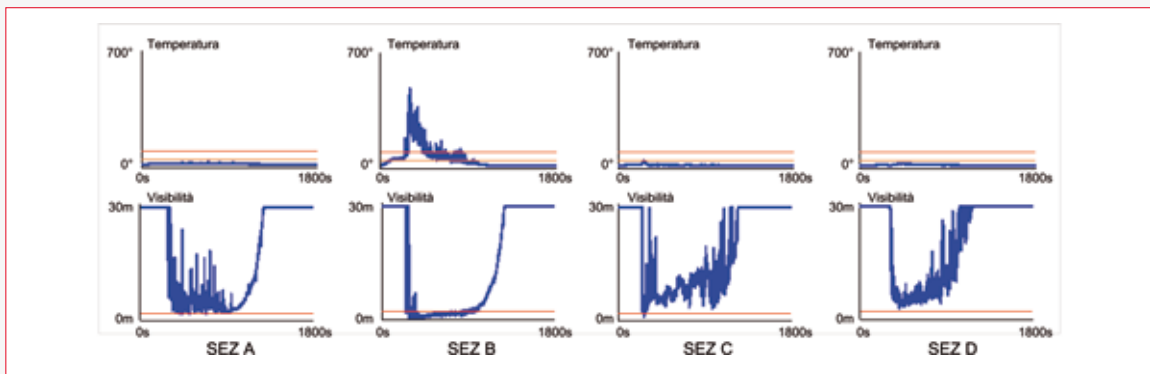 Temperatura
700°
0°
0s 1800s
Temperatura
700°
0°
0s 1800s
Temperatura
700°
0°
0s 1800s
Temperatura
700°
0°
0s 1800s
Visibilità
30m
0m
0s 1800s
SEZ A
Visibilità
30m
0m
0s 1800s
SEZ B
Visibilità
30m
0m
0s 1800s
SEZ C
Visibilità
30m
0m
0s 1800s
SEZ D